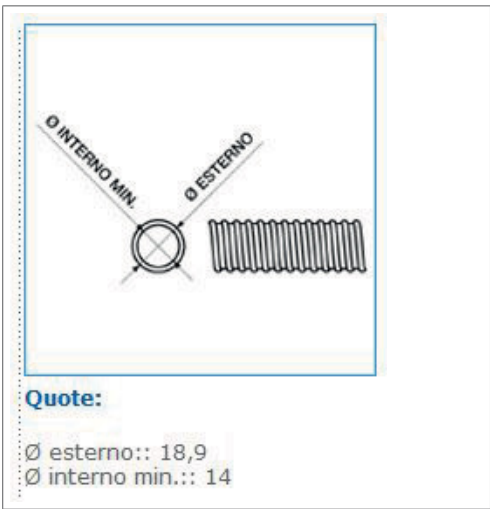 Ø INTERNO MIN.
Ø ESTERNO
Quote:
Ø esterno:: 18,9
Ø interno min.:: 14